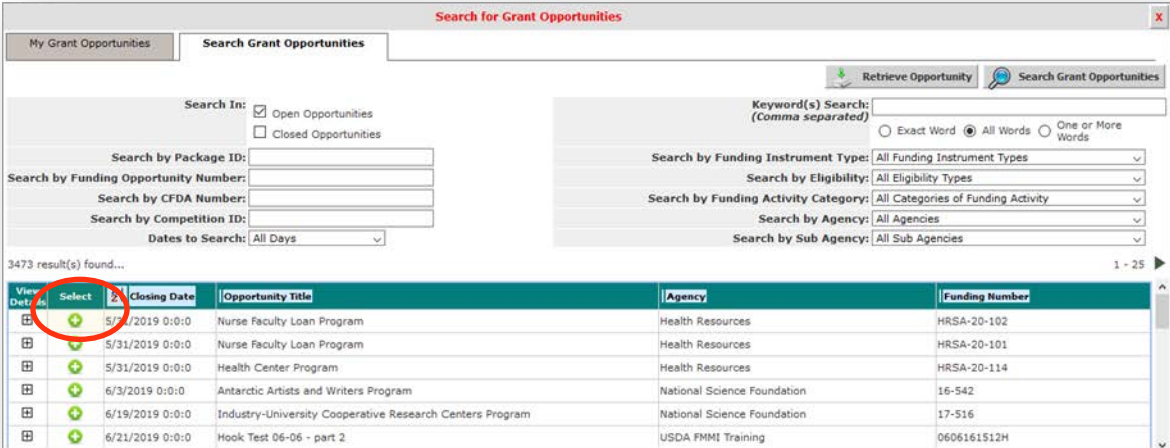 Search for Grant Opportunities
x
My Grant Opportunities
Search Grant Opportunities
Retrieve Opportunity
Search Grant Opportunities
Search In:
Open Opportunities
Closed Opportunities
Keyword(s) Search:
(Comma separated)
Exact Word
All Words
One or More
Words
Search by Package ID:
Search by Funding Instrument Type: All Funding Instrument Types
Search by Funding Opportunity Number:
Search by Eligibility: All Eligibility Types
Search by CFDA Number:
Search by Funding Activity Category: All Categories of Funding Activity
Search by Competition ID:
Search by Agency: All Agencies
Dates to Search: All Days
Search by Sub Agency: All Sub Agencies
3473 result(s) found...
1 - 25
View
Details Select Closing Date Opportunity Title Agency Funding Number
5/31/2019 0:0:0 Nurse Faculty Loan Program Health Resources HRSA-20-102
5/31/2019 0:0:0 Nurse Faculty Loan Program Health Resources HRSA-20-101
5/31/2019 0:0:0 Health Center Program Health Resources HRSA-20-114
6/3/2019 0:0:0 Antarctic Artists and Writers Program National Science Foundation 16-542
6/19/2019 0:0:0 Industry-University Cooperative Research Centers Program National Science Foundation 17-516
6/21/2019 0:0:0 Hook Test 06-06 - part 2 USDA FMMI Training 0606161512H